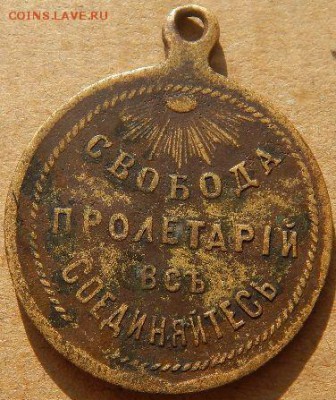 COINS.LAVE.RU
СВОБОДА
ПРОЛЕТАРІЙ
ВСѢ
СОЕДИНЯЙТЕСЬ